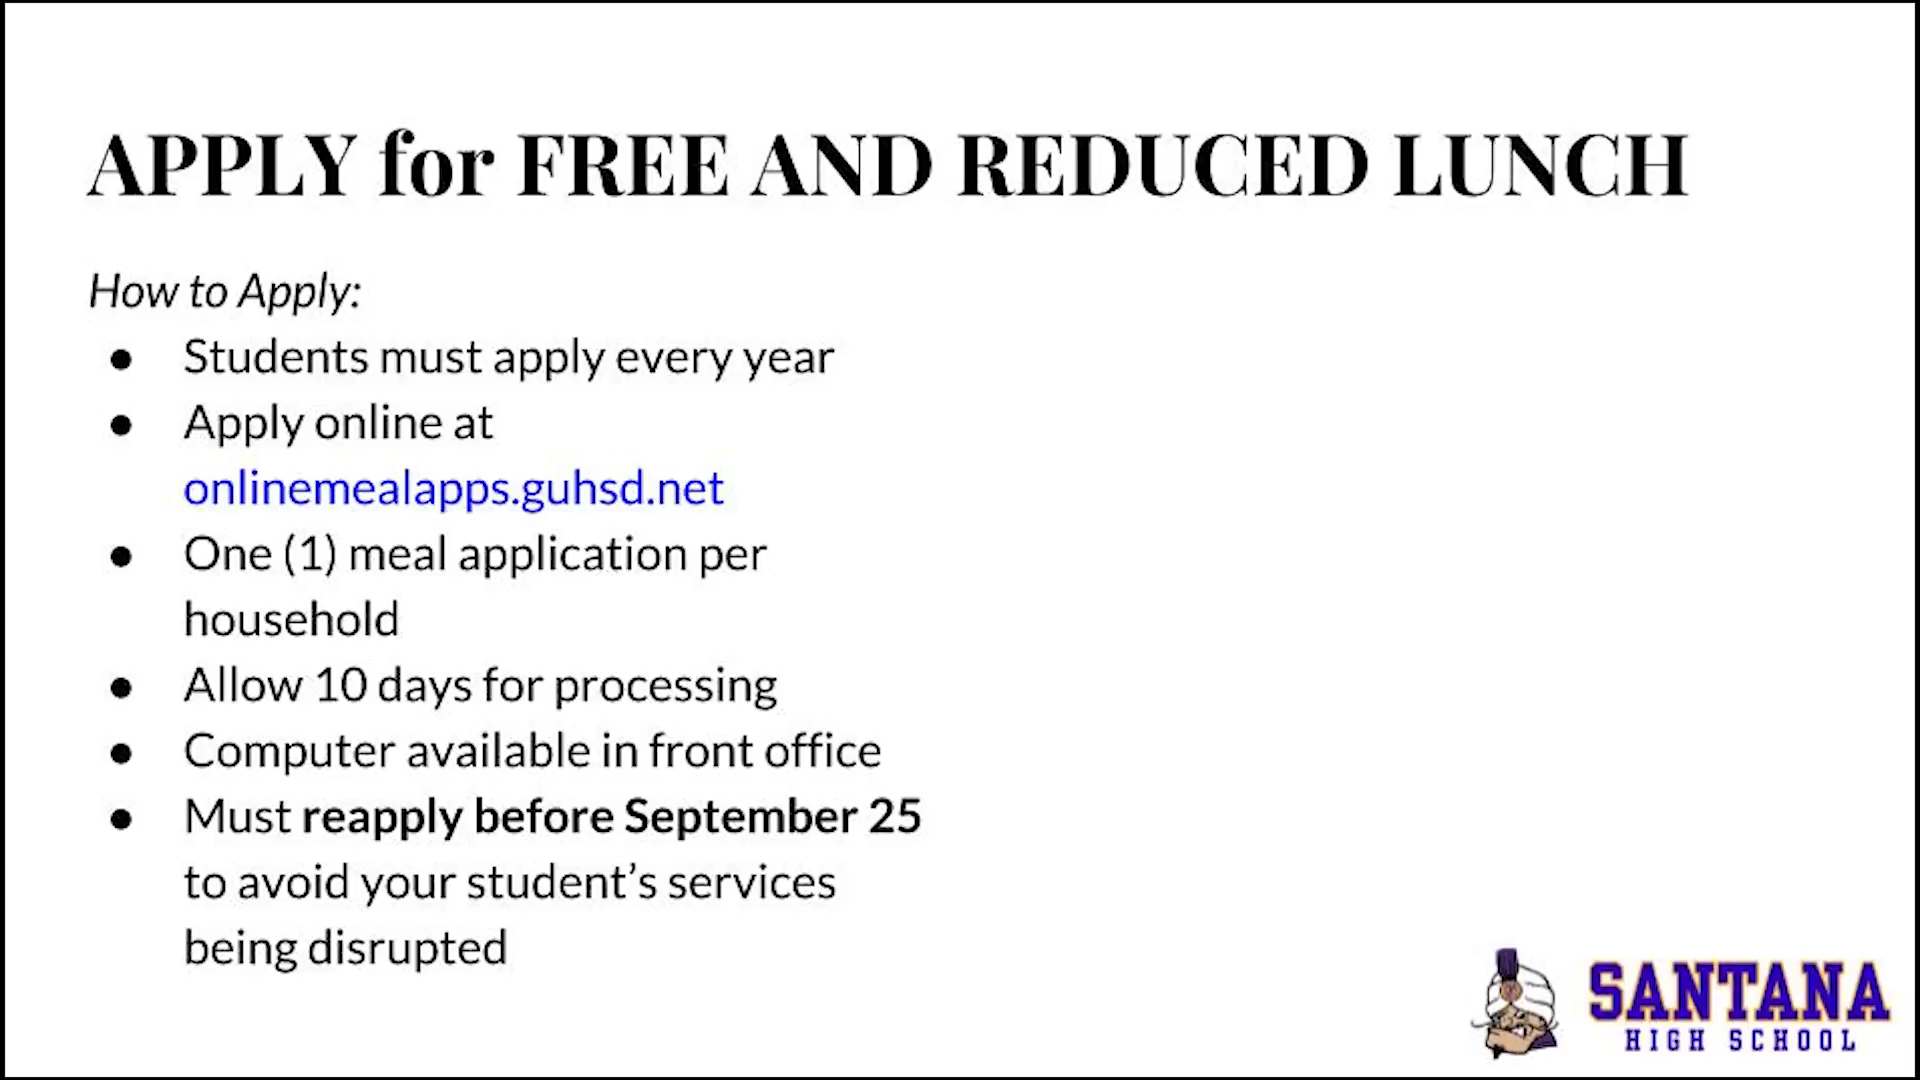 APPLY for FREE AND REDUCED LUNCH
How to Apply:
● Students must apply every year
● Apply online at
onlinemealapps.guhsd.net
● One (1) meal application per
household
● Allow 10 days for processing
● Computer available in front office
● Must reapply before September 25
to avoid your student’s services
being disrupted
SANTANA
HIGH SCHOOL